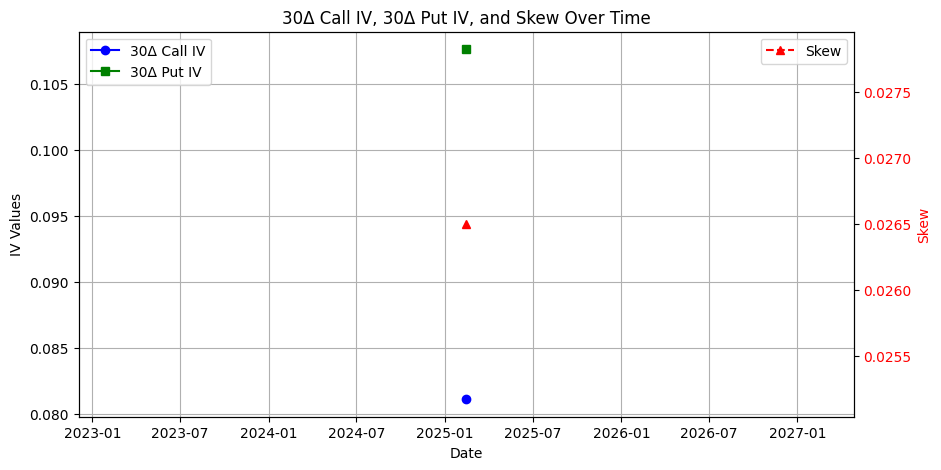 30Δ Call IV, 30Δ Put IV, and Skew Over Time
30Δ Call IV
30Δ Put IV
Skew
0.105
0.100
0.095
0.090
0.085
0.080
IV Values
0.0275
0.0270
0.0265
0.0260
0.0255
Skew
2023-01 2023-07 2024-01 2024-07 2025-01 2025-07 2026-01 2026-07 2027-01
Date